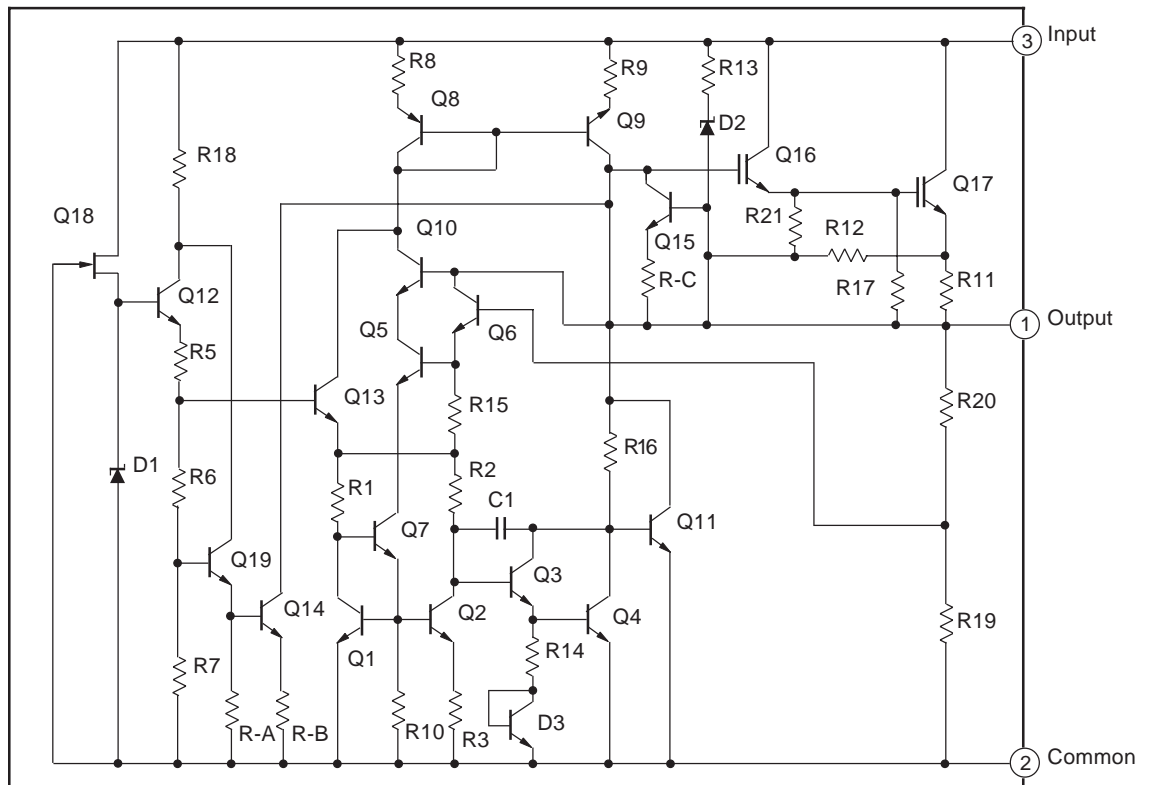 3 Input
R8
R9
R13
Q8
Q9
D2
R18
Q16
Q17
Q18
Q10
R21
R12
Q15
Q12
R-C
R17
R11
Q5
Q6
1 Output
R5
Q13
R15
R20
D1
R6
R1
R2
R16
C1
Q7
Q11
Q19
Q3
Q14
Q2
Q4
R19
Q1
R14
R7
R-A
R-B
R10
R3
D3
2 Common